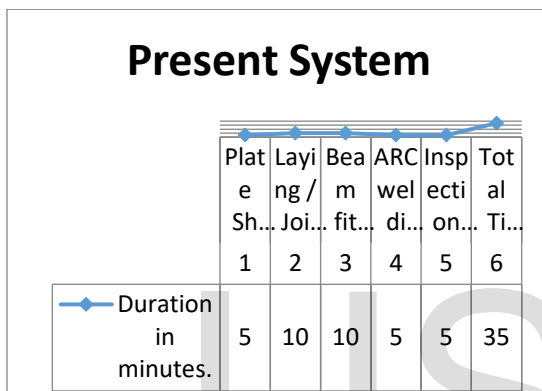 Present System
Plat Layi Bea ARC Insp Tot
e ng / m wel ecti al
Sh... Joi... fit... di... on... Ti...
1 2 3 4 5 6
Duration
in 5 10 10 5 5 35
minutes.